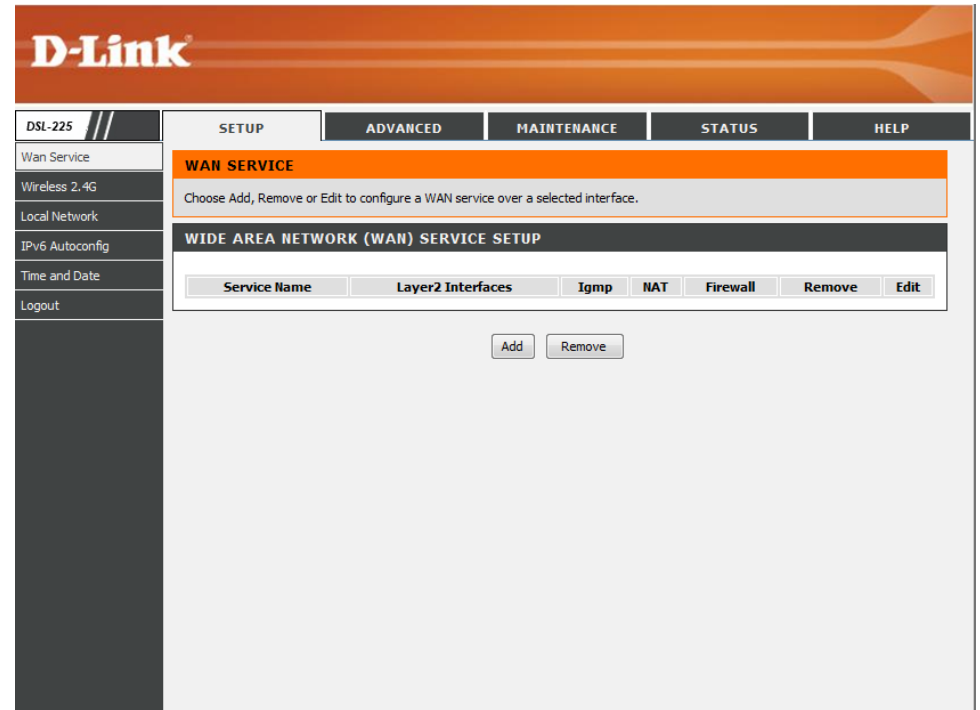 D-Link
DSL-225
SETUP ADVANCED MAINTENANCE STATUS HELP
Wan Service
Wireless 2.4G
Local Network
IPv6 Autoconfig
Time and Date
Logout
WAN SERVICE
Choose Add, Remove or Edit to configure a WAN service over a selected interface.
WIDE AREA NETWORK (WAN) SERVICE SETUP
Service Name Layer2 Interfaces Igmp NAT Firewall Remove Edit
Add Remove